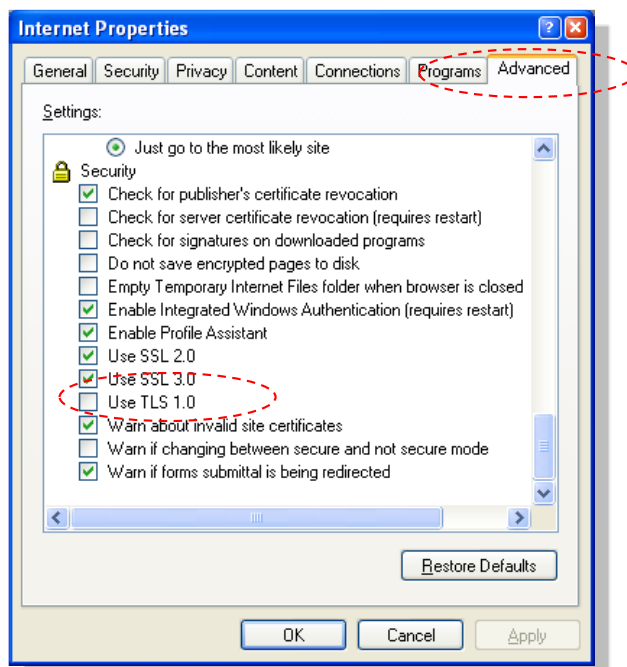 Internet Properties
General Security Privacy Content Connections Programs Advanced
Settings:
Just go to the most likely site
Security
Check for publisher's certificate revocation
Check for server certificate revocation (requires restart)
Check for signatures on downloaded programs
Do not save encrypted pages to disk
Empty Temporary Internet Files folder when browser is closed
Enable Integrated Windows Authentication (requires restart)
Enable Profile Assistant
Use SSL 2.0
Use SSL 3.0
Use TLS 1.0
Warn about invalid site certificates
Warn if changing between secure and not secure mode
Warn if forms submittal is being redirected
Restore Defaults
OK Cancel Apply